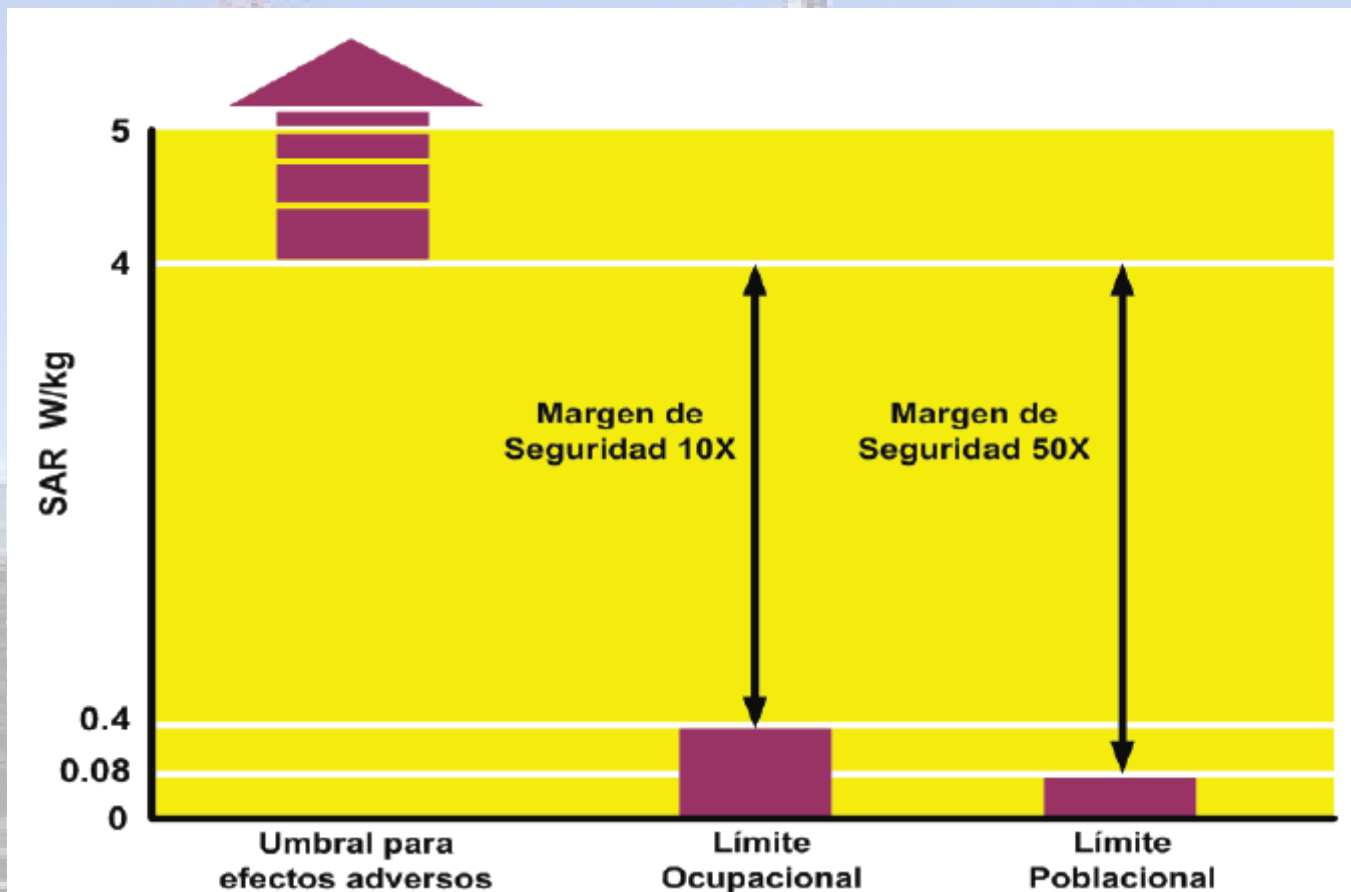 5
4
SAR W/kg
Margen de
Seguridad 10X
Margen de
Seguridad 50X
0.4
0.08
0
Umbral para
efectos adversos
Límite
Ocupacional
Límite
Poblacional